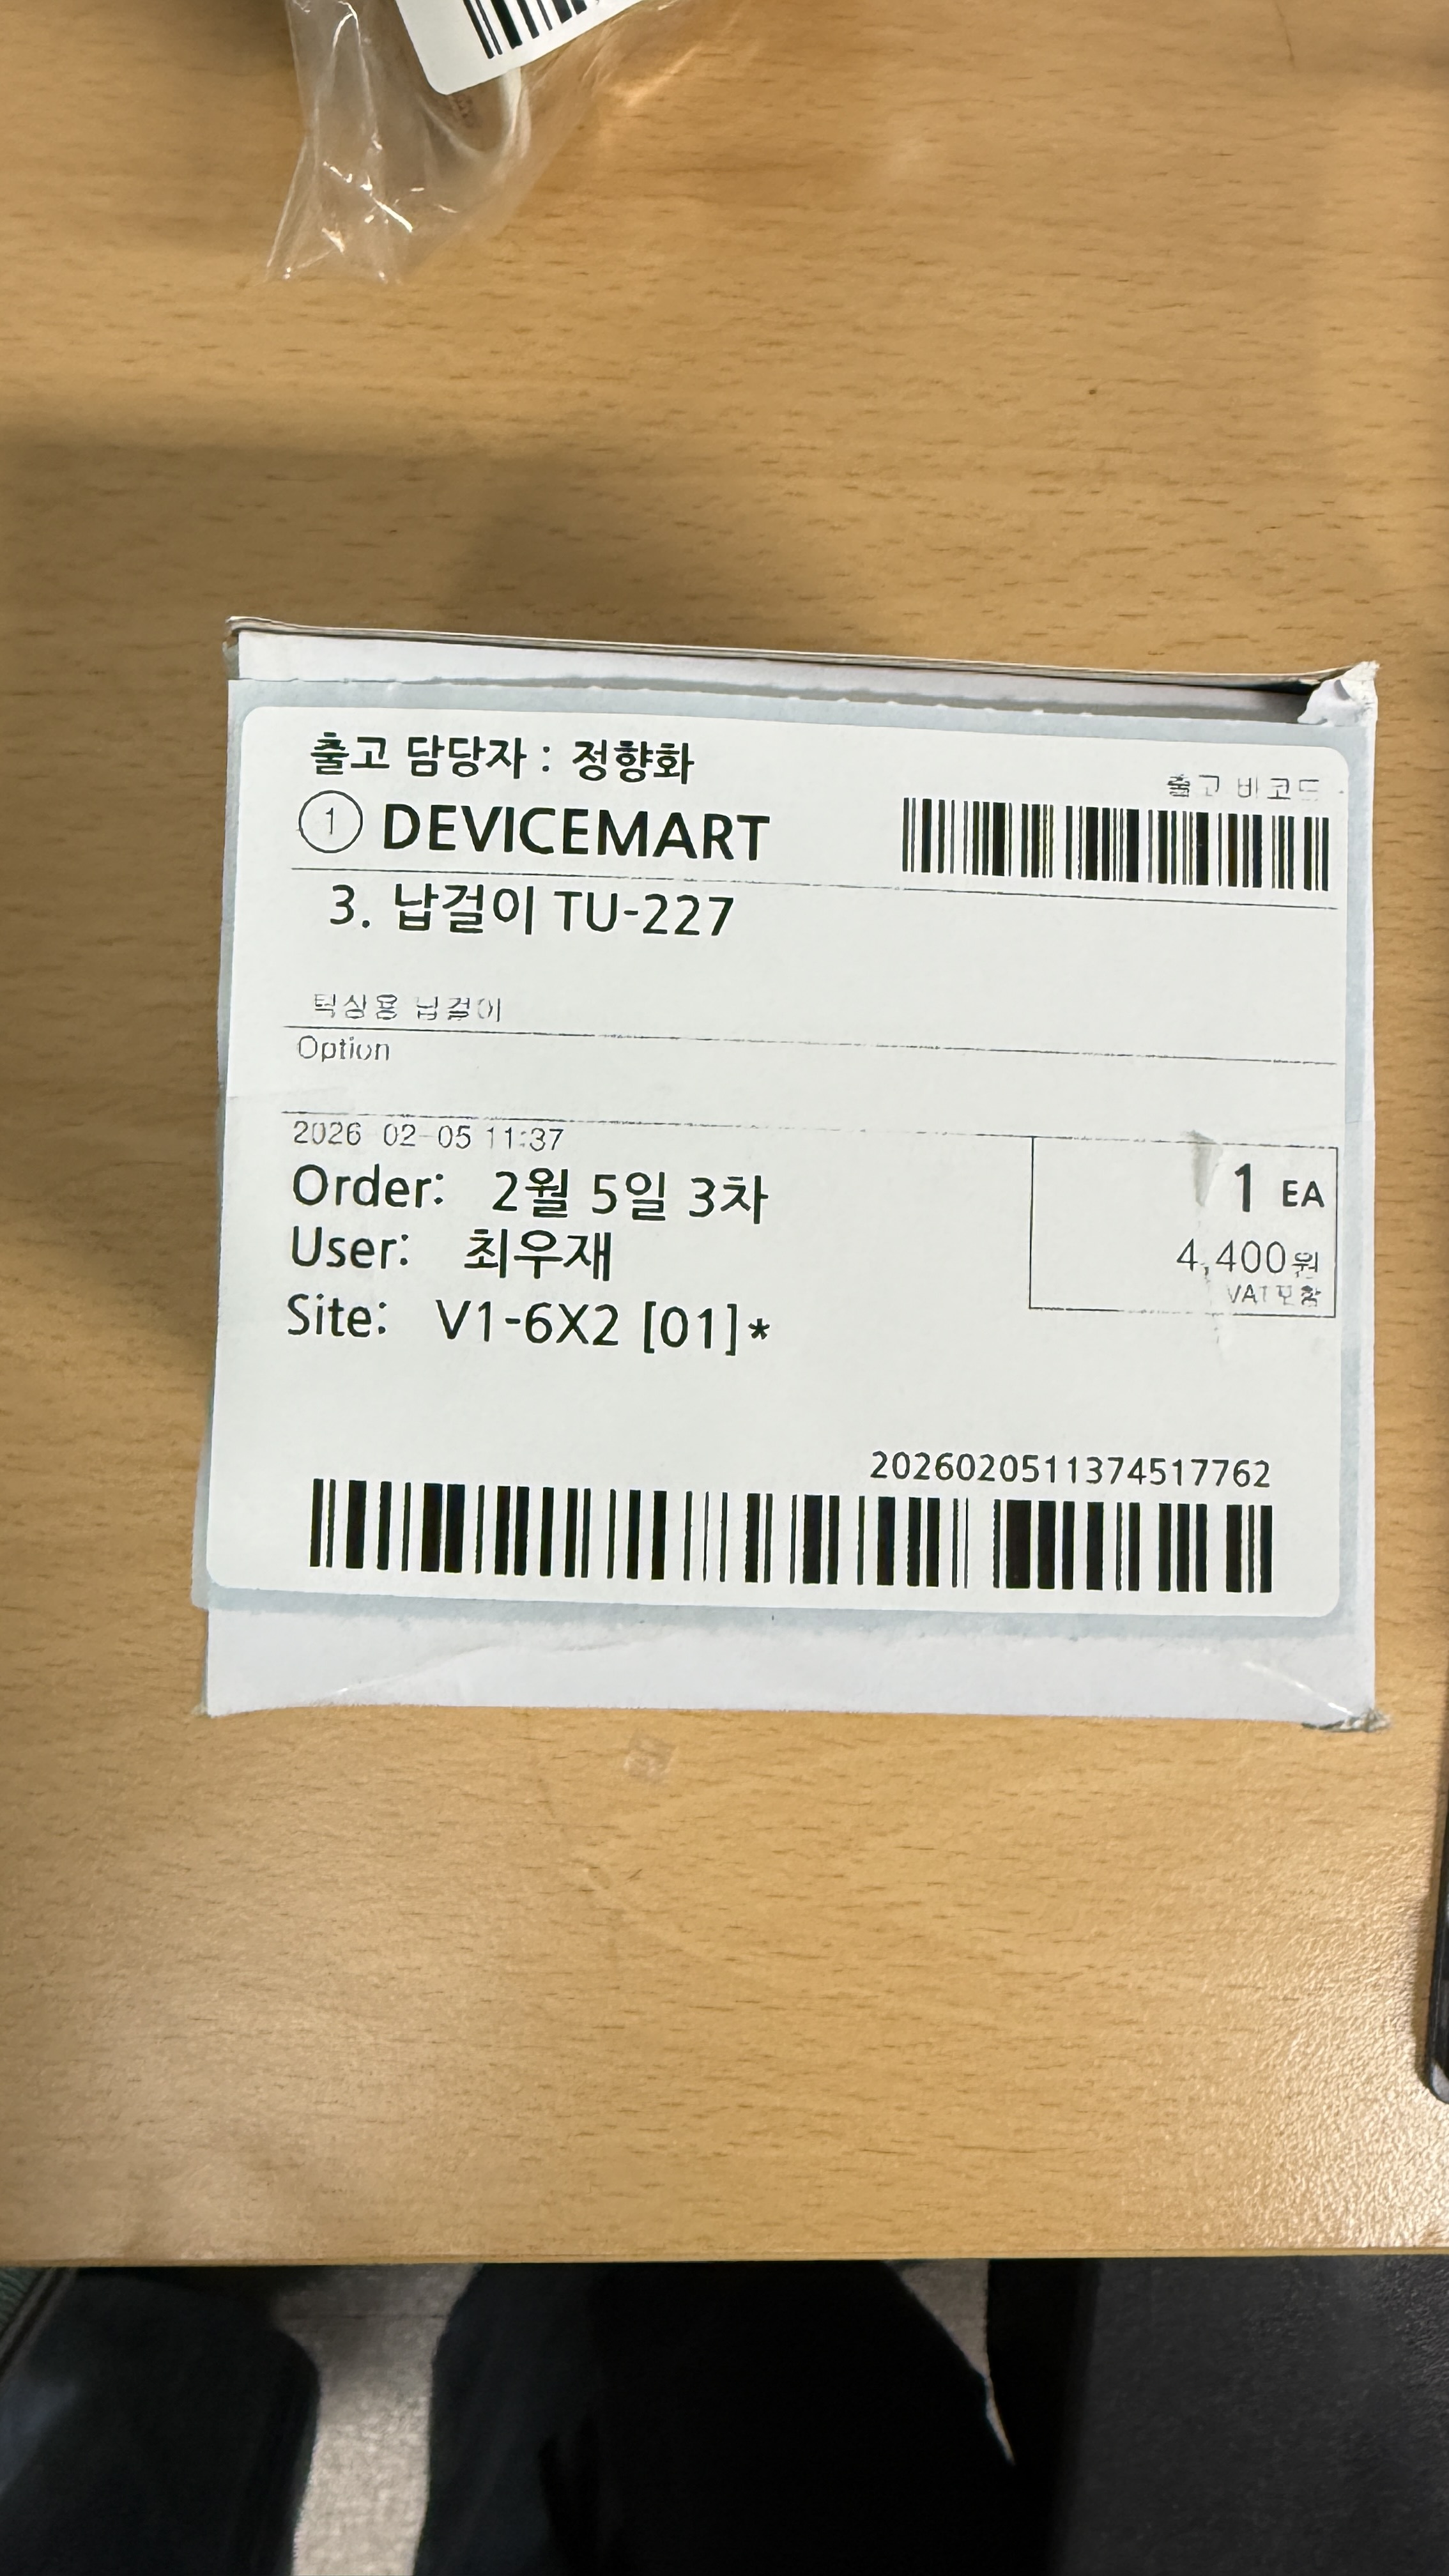 출고 담당자 : 정향화
출고 바코드
① DEVICEMART
3. 납걸이 TU-227
탁상용 납걸이
Option
2026-02-05 11:37
Order: 2월 5일 3차
User: 최우재
Site: V1-6X2 [01]*
1 EA
4,400원
VAT포함
2026020511374517762